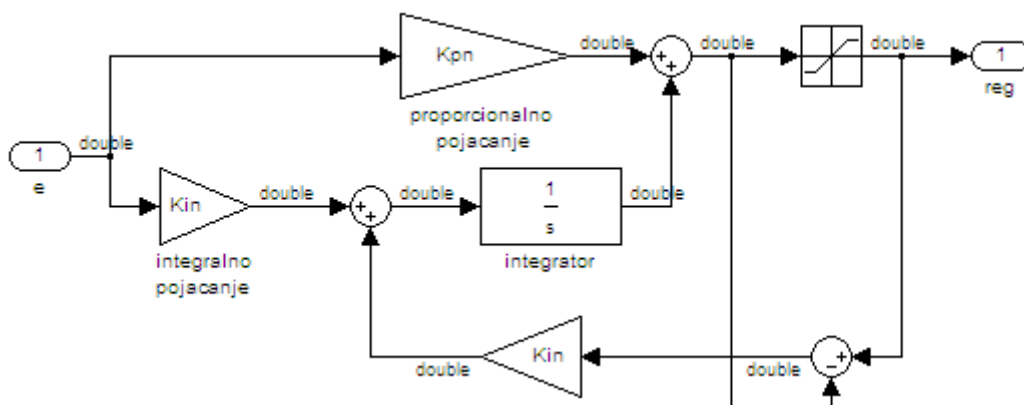 Kpn
double
+
+
double
double
1
reg
proporcionalno
pojacanje
1
double
e
Kin
double
+
+
double
1
s
double
integralno
pojacanje
integrator
Kin
double
double
−
+